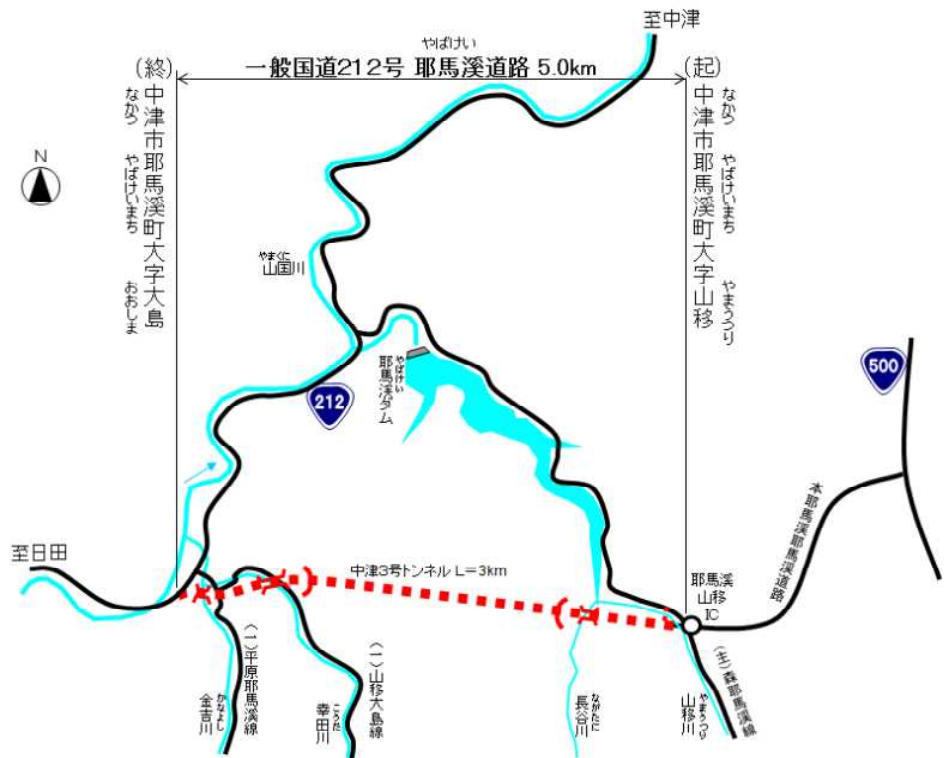 至中津
やばけい
一般国道212号 耶馬溪道路 5.0km
(終)
(起)
中津市耶馬溪町大字大島
なかつ
やばけいまち
おおしま
中津市耶馬溪町大字山移
なかつ
やばけいまち
やまうつり
N
やまくに
山国川
やばけい
耶馬溪ダム
212
500
至日田
中津3号トンネル L=3km
本耶馬溪耶馬溪道路
耶馬溪
山移
IC
(一)平原耶馬溪線
(一)山移大島線
(主)森耶馬溪線
かなよし
金吉川
こうた
幸田川
ながたに
長谷川
やまうつり
山移川